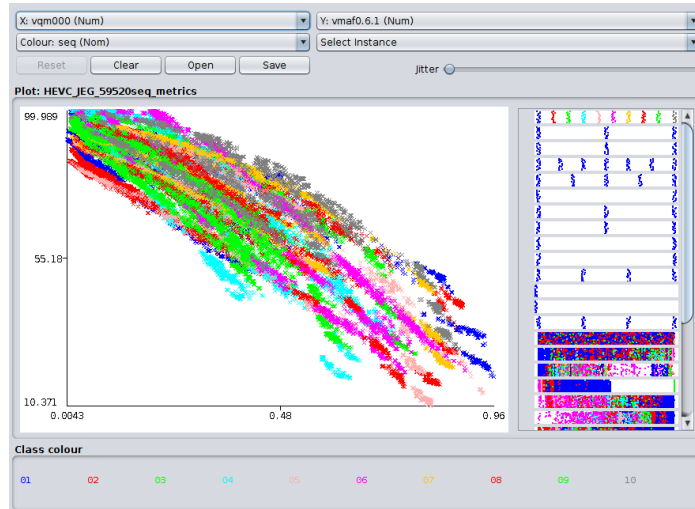 X: vqm000 (Num) Y: vmaf0.6.1 (Num)
Colour: seq (Nom) Select Instance
Reset Clear Open Save Jitter
Plot: HEVC_JEG_59520seq_metrics
99.989
55.18
10.371
0.0043 0.48 0.96
Class colour
01 02 03 04 05 06 07 08 09 10